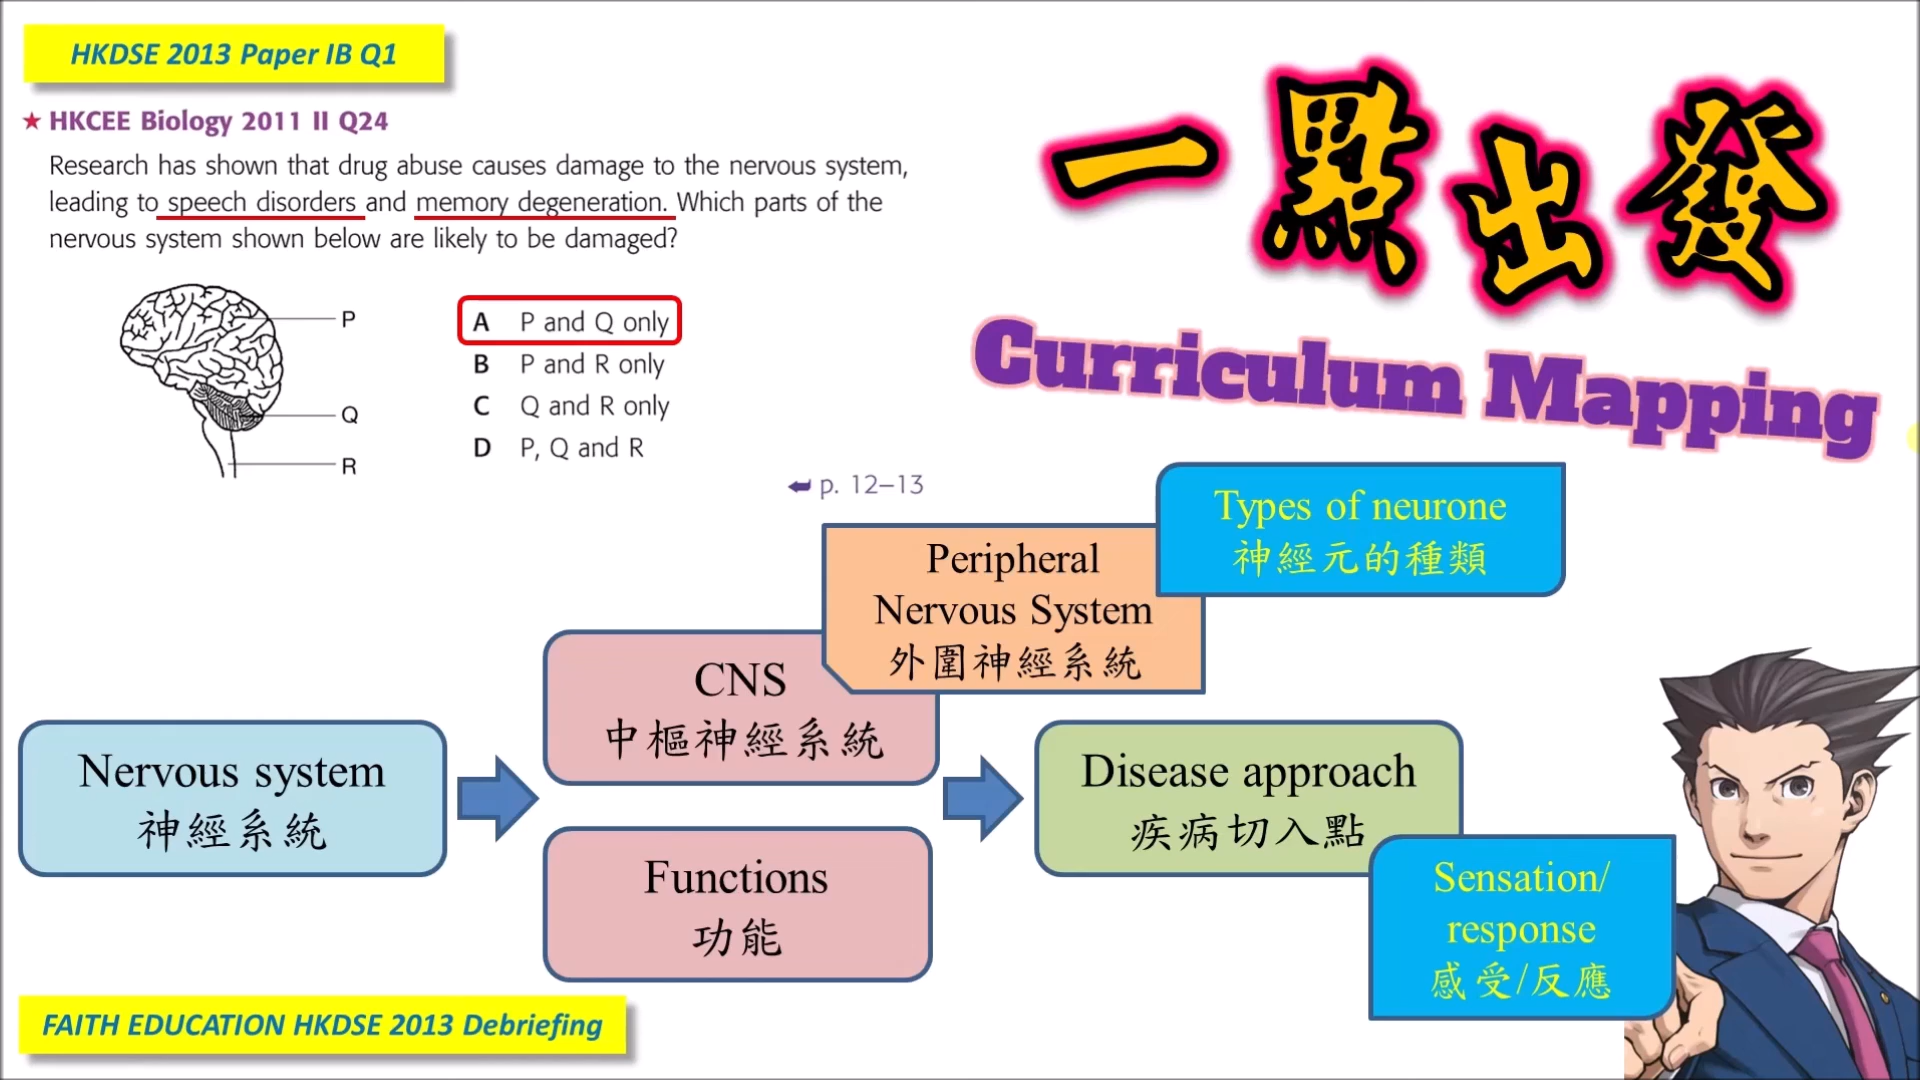 HKDSE 2013 Paper IB Q1
★ HKCEE Biology 2011 II Q24
Research has shown that drug abuse causes damage to the nervous system,
leading to speech disorders and memory degeneration. Which parts of the
nervous system shown below are likely to be damaged?
P
Q
R
A P and Q only
B P and R only
C Q and R only
D P, Q and R
p. 12–13
一點出發
Curriculum Mapping
Types of neurone
神經元的種類
Peripheral
Nervous System
外圍神經系統
CNS
中樞神經系統
Nervous system
神經系統
Functions
功能
Disease approach
疾病切入點
Sensation/
response
感受/反應
FAITH EDUCATION HKDSE 2013 Debriefing